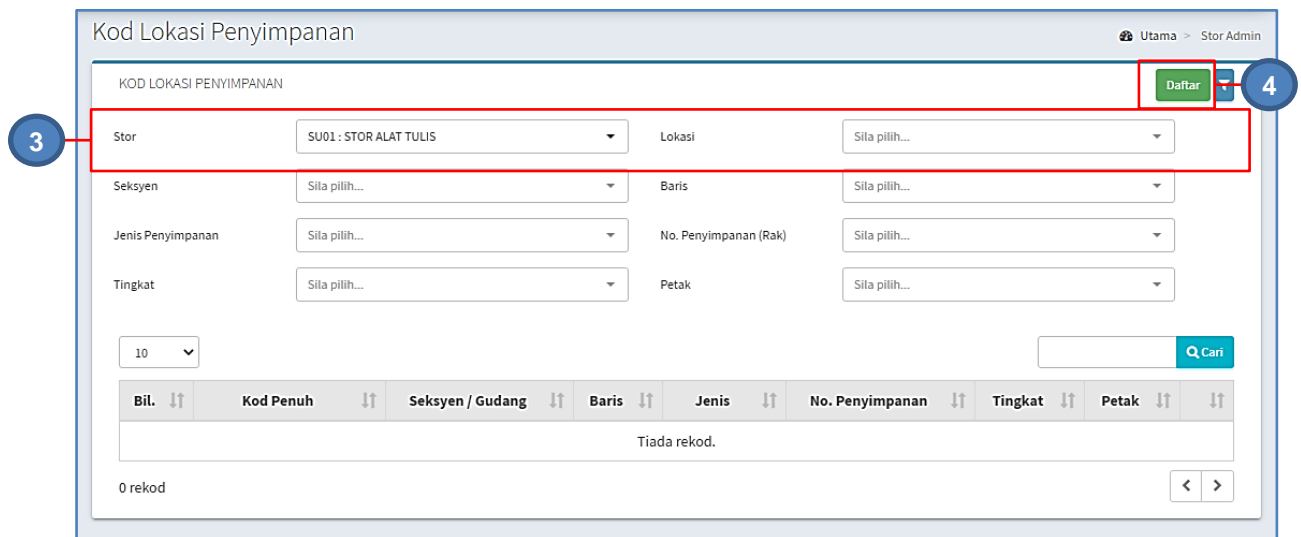 Kod Lokasi Penyimpanan
Utama > Stor Admin
KOD LOKASI PENYIMPANAN
Daftar
4
3
Stor SU01 : STOR ALAT TULIS Lokasi Sila pilih...
Seksyen Sila pilih... Baris Sila pilih...
Jenis Penyimpanan Sila pilih... No. Penyimpanan (Rak) Sila pilih...
Tingkat Sila pilih... Petak Sila pilih...
10 Cari
Bil. Kod Penuh Seksyen / Gudang Baris Jenis No. Penyimpanan Tingkat Petak
Tiada rekod.
0 rekod < >